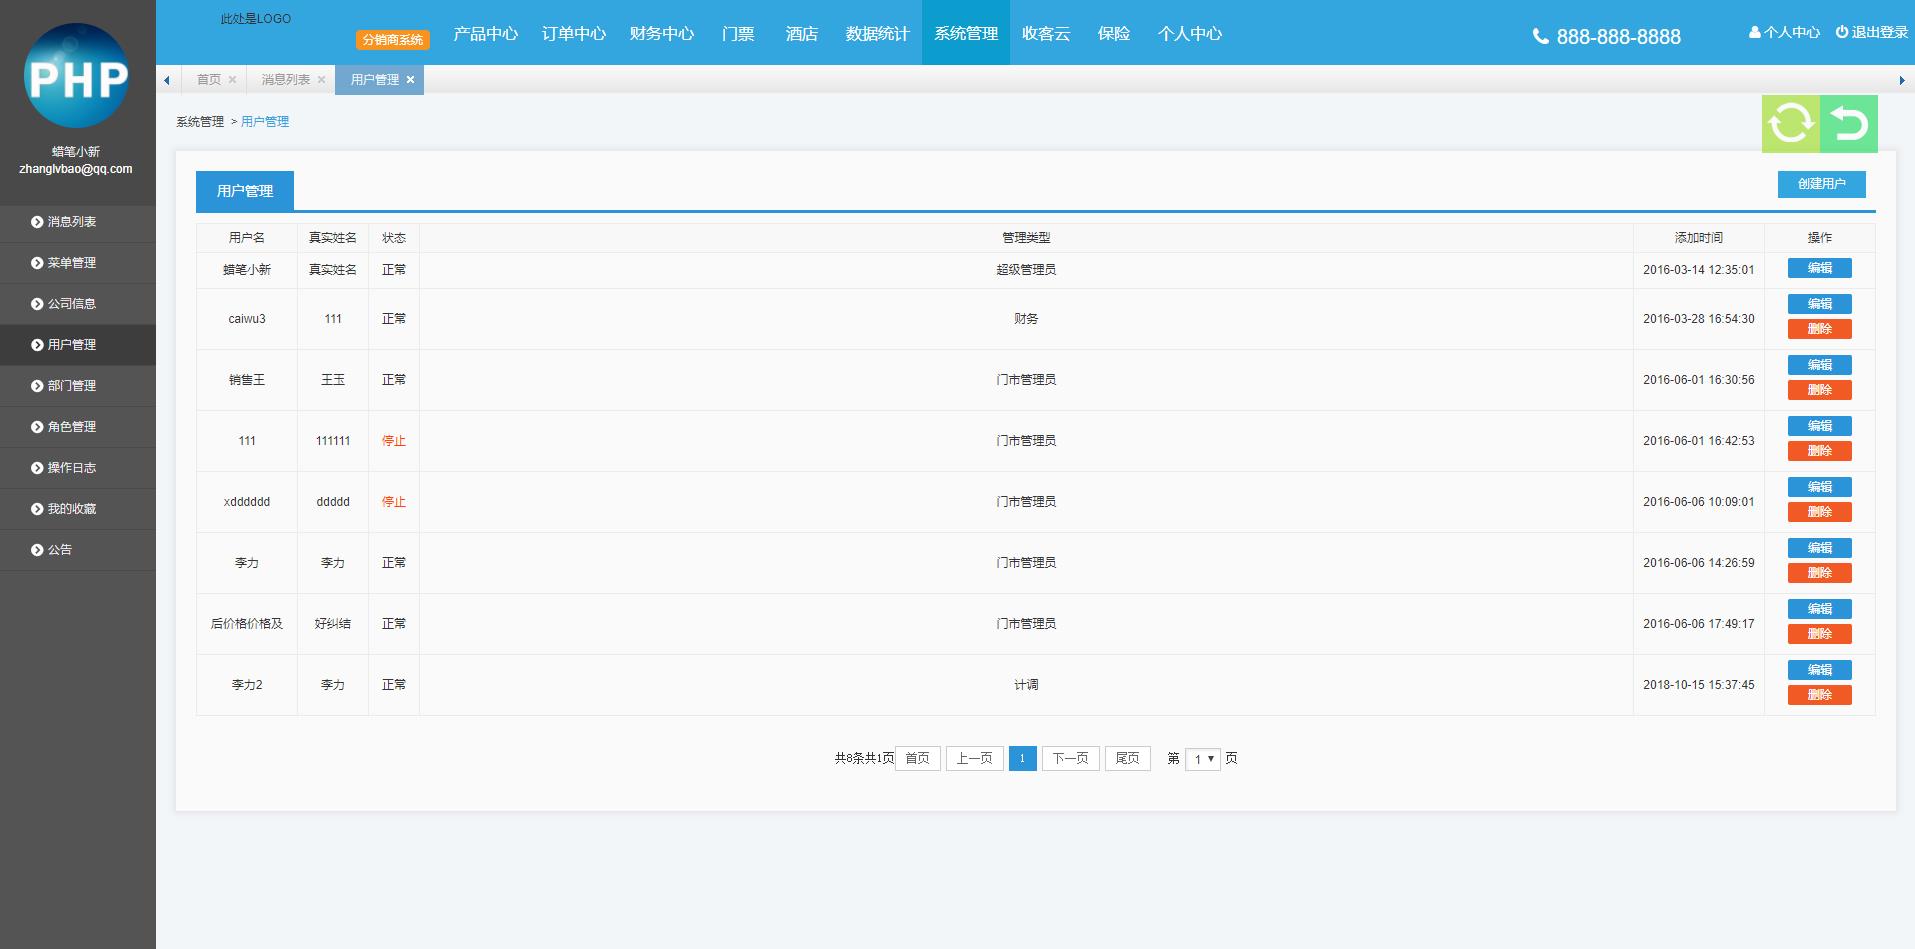 此处是LOGO
分销商系统
产品中心 订单中心 财务中心 门票 酒店 数据统计 系统管理 收客云 保险 个人中心
888-888-8888
个人中心 退出登录
PHP
蜡笔小新
zhanglvbao@qq.com
消息列表
菜单管理
公司信息
用户管理
部门管理
角色管理
操作日志
我的收藏
公告
首页 消息列表 用户管理
系统管理 > 用户管理
用户管理
创建用户
用户名 真实姓名 状态 管理类型 添加时间 操作
蜡笔小新 真实姓名 正常 超级管理员 2016-03-14 12:35:01 编辑
caiwu3 111 正常 财务 2016-03-28 16:54:30 编辑 删除
销售王 王玉 正常 门市管理员 2016-06-01 16:30:56 编辑 删除
111 111111 停止 门市管理员 2016-06-01 16:42:53 编辑 删除
xdddddd ddddd 停止 门市管理员 2016-06-06 10:09:01 编辑 删除
李力 李力 正常 门市管理员 2016-06-06 14:26:59 编辑 删除
后价格价格及 好纠结 正常 门市管理员 2016-06-06 17:49:17 编辑 删除
李力2 李力 正常 计调 2018-10-15 15:37:45 编辑 删除
共8条共1页 首页 上一页 1 下一页 尾页 第 1 页